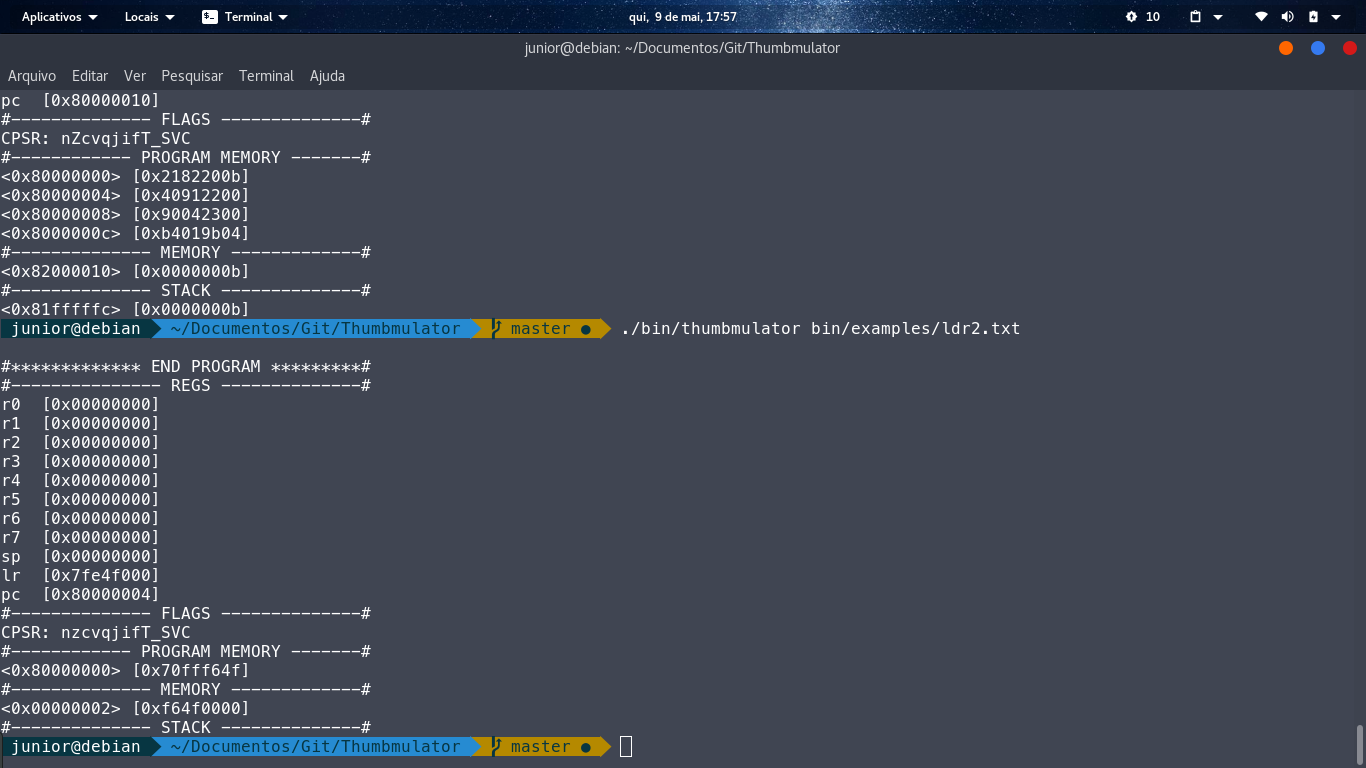 Aplicativos Locais Terminal qui, 9 de mai, 17:57 10
junior@debian: ~/Documentos/Git/Thumbmulator
Arquivo Editar Ver Pesquisar Terminal Ajuda
pc [0x80000010]
#-------------- FLAGS --------------#
CPSR: nZcvqjifT_SVC
#------------ PROGRAM MEMORY -------#
<0x80000000> [0x2182200b]
<0x80000004> [0x40912200]
<0x80000008> [0x90042300]
<0x8000000c> [0xb4019b04]
#-------------- MEMORY -------------#
<0x82000010> [0x0000000b]
#-------------- STACK --------------#
<0x81fffffc> [0x0000000b]
junior@debian ~/Documentos/Git/Thumbmulator master ● ./bin/thumbmulator bin/examples/ldr2.txt
#************* END PROGRAM *********#
#--------------- REGS --------------#
r0 [0x00000000]
r1 [0x00000000]
r2 [0x00000000]
r3 [0x00000000]
r4 [0x00000000]
r5 [0x00000000]
r6 [0x00000000]
r7 [0x00000000]
sp [0x00000000]
lr [0x7fe4f000]
pc [0x80000004]
#-------------- FLAGS --------------#
CPSR: nzcvqjifT_SVC
#------------ PROGRAM MEMORY -------#
<0x80000000> [0x70fff64f]
#-------------- MEMORY -------------#
<0x00000002> [0xf64f0000]
#-------------- STACK --------------#
junior@debian ~/Documentos/Git/Thumbmulator master ●